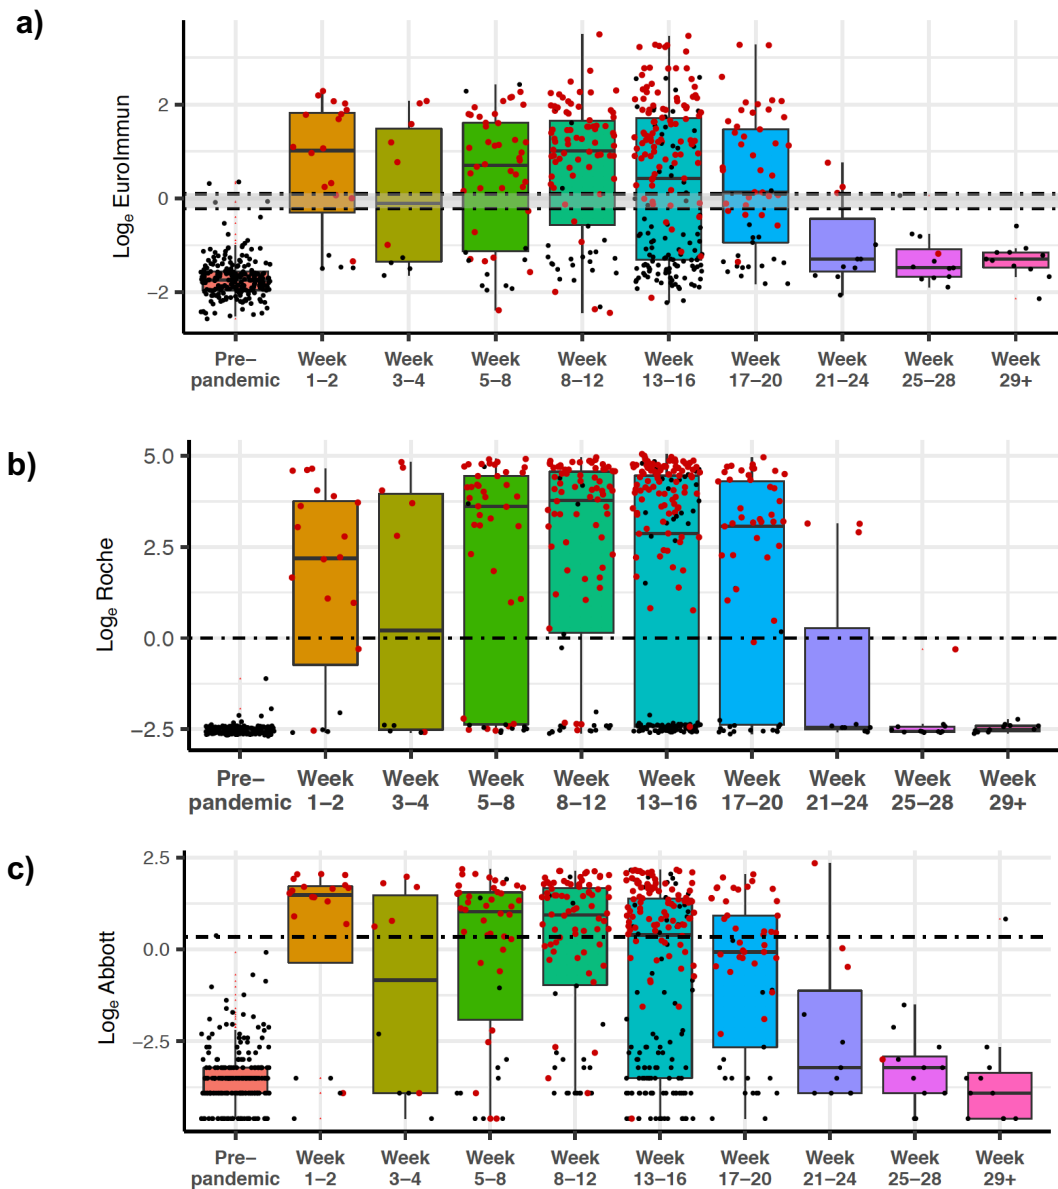 a)
Logₑ EuroImmun
2
0
−2
Pre−
pandemic
Week
1−2
Week
3−4
Week
5−8
Week
8−12
Week
13−16
Week
17−20
Week
21−24
Week
25−28
Week
29+
b)
Logₑ Roche
5.0
2.5
0.0
−2.5
Pre−
pandemic
Week
1−2
Week
3−4
Week
5−8
Week
8−12
Week
13−16
Week
17−20
Week
21−24
Week
25−28
Week
29+
c)
Logₑ Abbott
2.5
0.0
−2.5
Pre−
pandemic
Week
1−2
Week
3−4
Week
5−8
Week
8−12
Week
13−16
Week
17−20
Week
21−24
Week
25−28
Week
29+